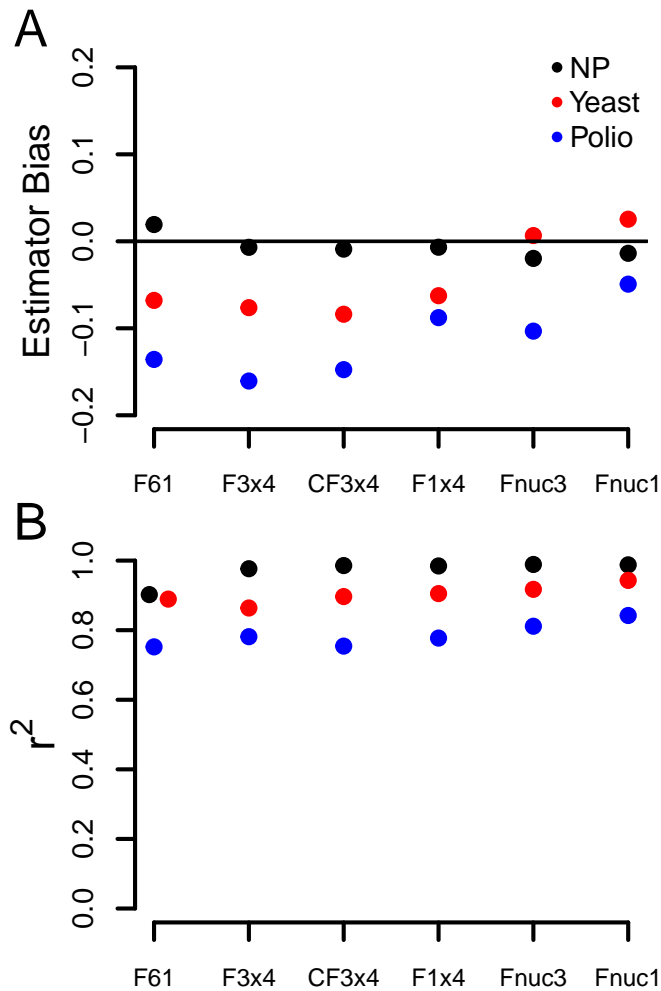 A
Estimator Bias
0.2
0.1
0.0
−0.1
−0.2
NP
Yeast
Polio
F61 F3x4 CF3x4 F1x4 Fnuc3 Fnuc1
B
r²
1.0
0.8
0.6
0.4
0.2
0.0
F61 F3x4 CF3x4 F1x4 Fnuc3 Fnuc1